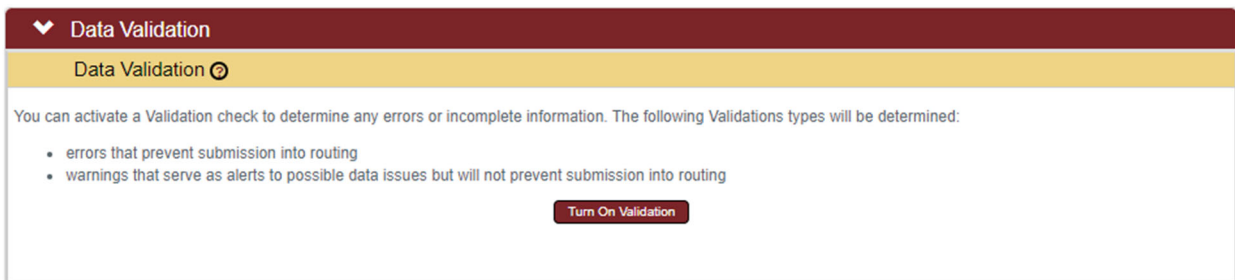 Data Validation
Data Validation ?
You can activate a Validation check to determine any errors or incomplete information. The following Validations types will be determined:
• errors that prevent submission into routing
• warnings that serve as alerts to possible data issues but will not prevent submission into routing
Turn On Validation